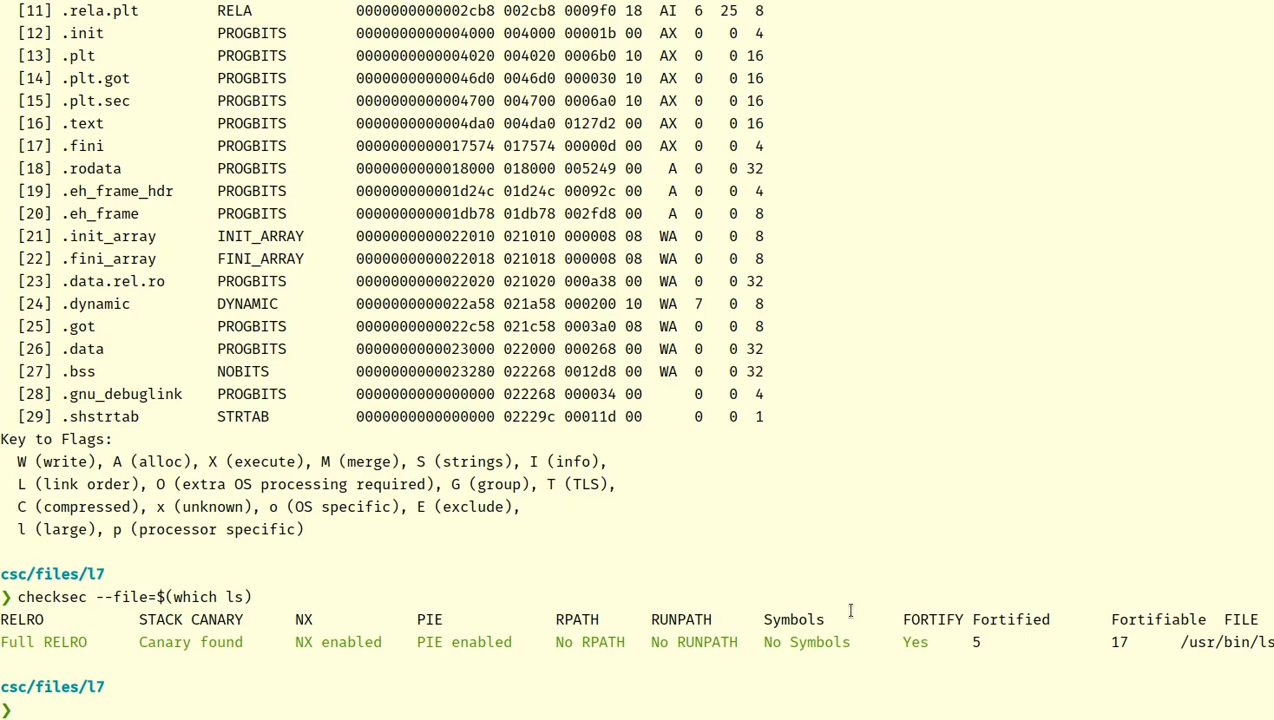 [11] .rela.plt RELA 0000000000002cb8 002cb8 0009f0 18 AI 6 25 8
[12] .init PROGBITS 0000000000004000 004000 00001b 00 AX 0 0 4
[13] .plt PROGBITS 0000000000004020 004020 0006b0 10 AX 0 0 16
[14] .plt.got PROGBITS 00000000000046d0 0046d0 000030 10 AX 0 0 16
[15] .plt.sec PROGBITS 0000000000004700 004700 0006a0 10 AX 0 0 16
[16] .text PROGBITS 0000000000004da0 004da0 0127d2 00 AX 0 0 16
[17] .fini PROGBITS 0000000000017574 017574 00000d 00 AX 0 0 4
[18] .rodata PROGBITS 0000000000018000 018000 005249 00 A 0 0 32
[19] .eh_frame_hdr PROGBITS 000000000001d24c 01d24c 00092c 00 A 0 0 4
[20] .eh_frame PROGBITS 000000000001db78 01db78 002fd8 00 A 0 0 8
[21] .init_array INIT_ARRAY 0000000000022010 021010 000008 08 WA 0 0 8
[22] .fini_array FINI_ARRAY 0000000000022018 021018 000008 08 WA 0 0 8
[23] .data.rel.ro PROGBITS 0000000000022020 021020 000a38 00 WA 0 0 32
[24] .dynamic DYNAMIC 0000000000022a58 021a58 000200 10 WA 7 0 8
[25] .got PROGBITS 0000000000022c58 021c58 0003a0 08 WA 0 0 8
[26] .data PROGBITS 0000000000023000 022000 000268 00 WA 0 0 32
[27] .bss NOBITS 0000000000023280 022268 0012d8 00 WA 0 0 32
[28] .gnu_debuglink PROGBITS 0000000000000000 022268 000034 00 0 0 4
[29] .shstrtab STRTAB 0000000000000000 02229c 00011d 00 0 0 1
Key to Flags:
W (write), A (alloc), X (execute), M (merge), S (strings), I (info),
L (link order), O (extra OS processing required), G (group), T (TLS),
C (compressed), x (unknown), o (OS specific), E (exclude),
l (large), p (processor specific)
csc/files/l7
❯ checksec --file=$(which ls)
RELRO STACK CANARY NX PIE RPATH RUNPATH Symbols FORTIFY Fortified Fortifiable FILE
Full RELRO Canary found NX enabled PIE enabled No RPATH No RUNPATH No Symbols Yes 5 17 /usr/bin/ls
csc/files/l7
❯